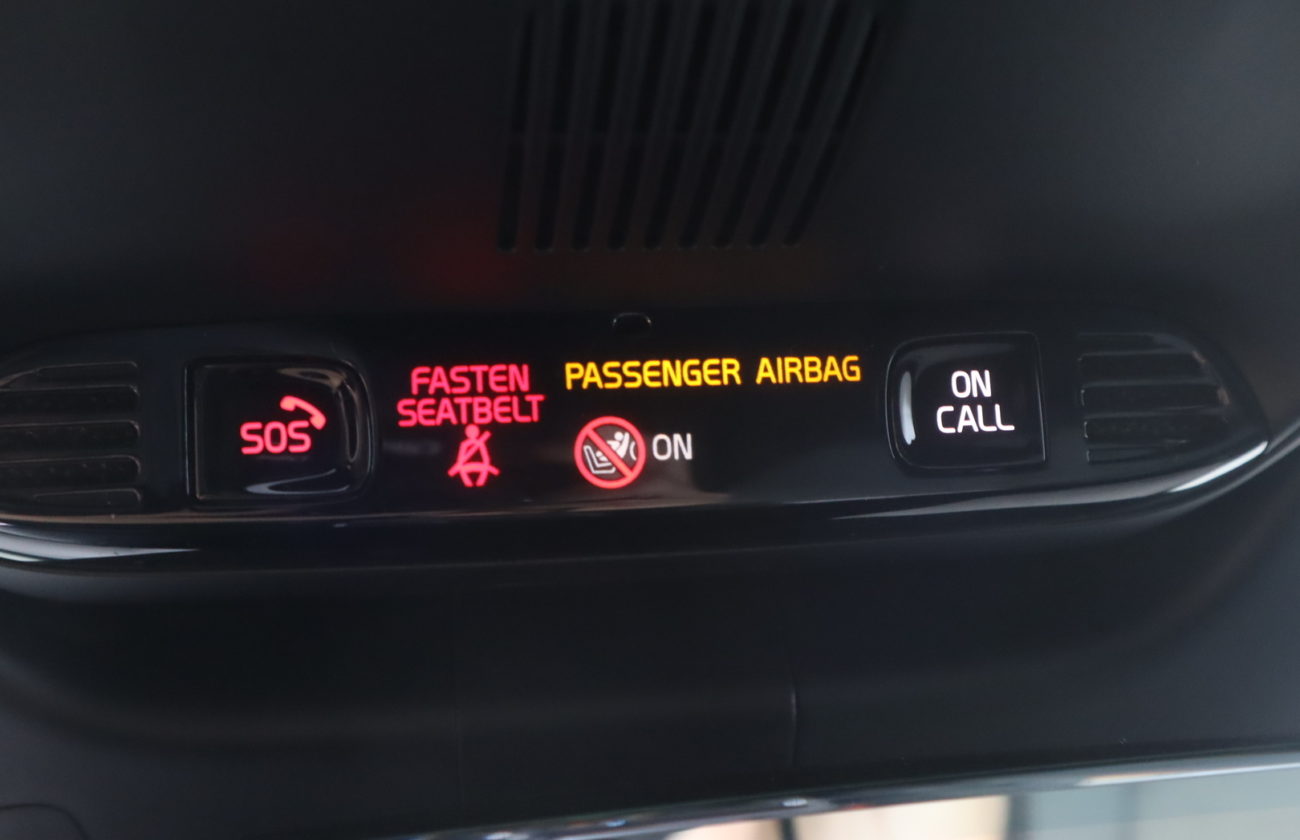 SOS
FASTEN
SEATBELT
PASSENGER AIRBAG
ON
ON
CALL